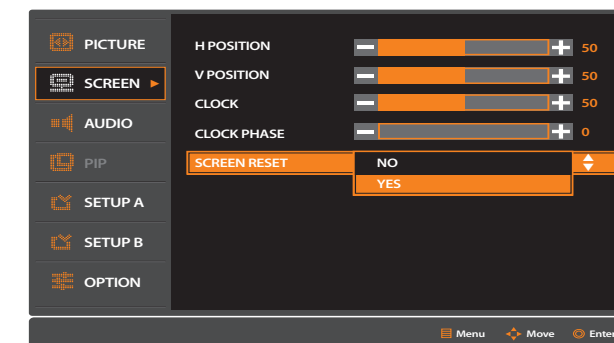 PICTURE
SCREEN
AUDIO
PIP
SETUP A
SETUP B
OPTION
H POSITION 50
V POSITION 50
CLOCK 50
CLOCK PHASE 0
SCREEN RESET NO
YES
Menu Move Enter